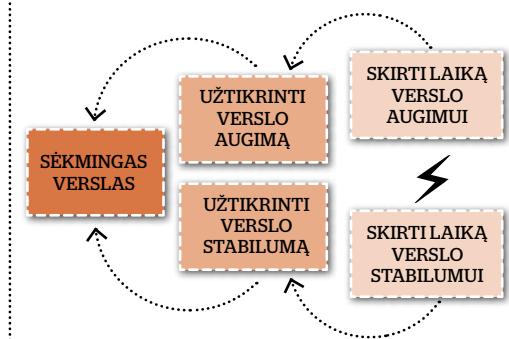 SĖKMINGAS
VERSLAS
UŽTIKRINTI
VERSLO
AUGIMĄ
UŽTIKRINTI
VERSLO
STABILUMĄ
SKIRTI LAIKĄ
VERSLO
AUGIMUI
SKIRTI LAIKĄ
VERSLO
STABILUMUI